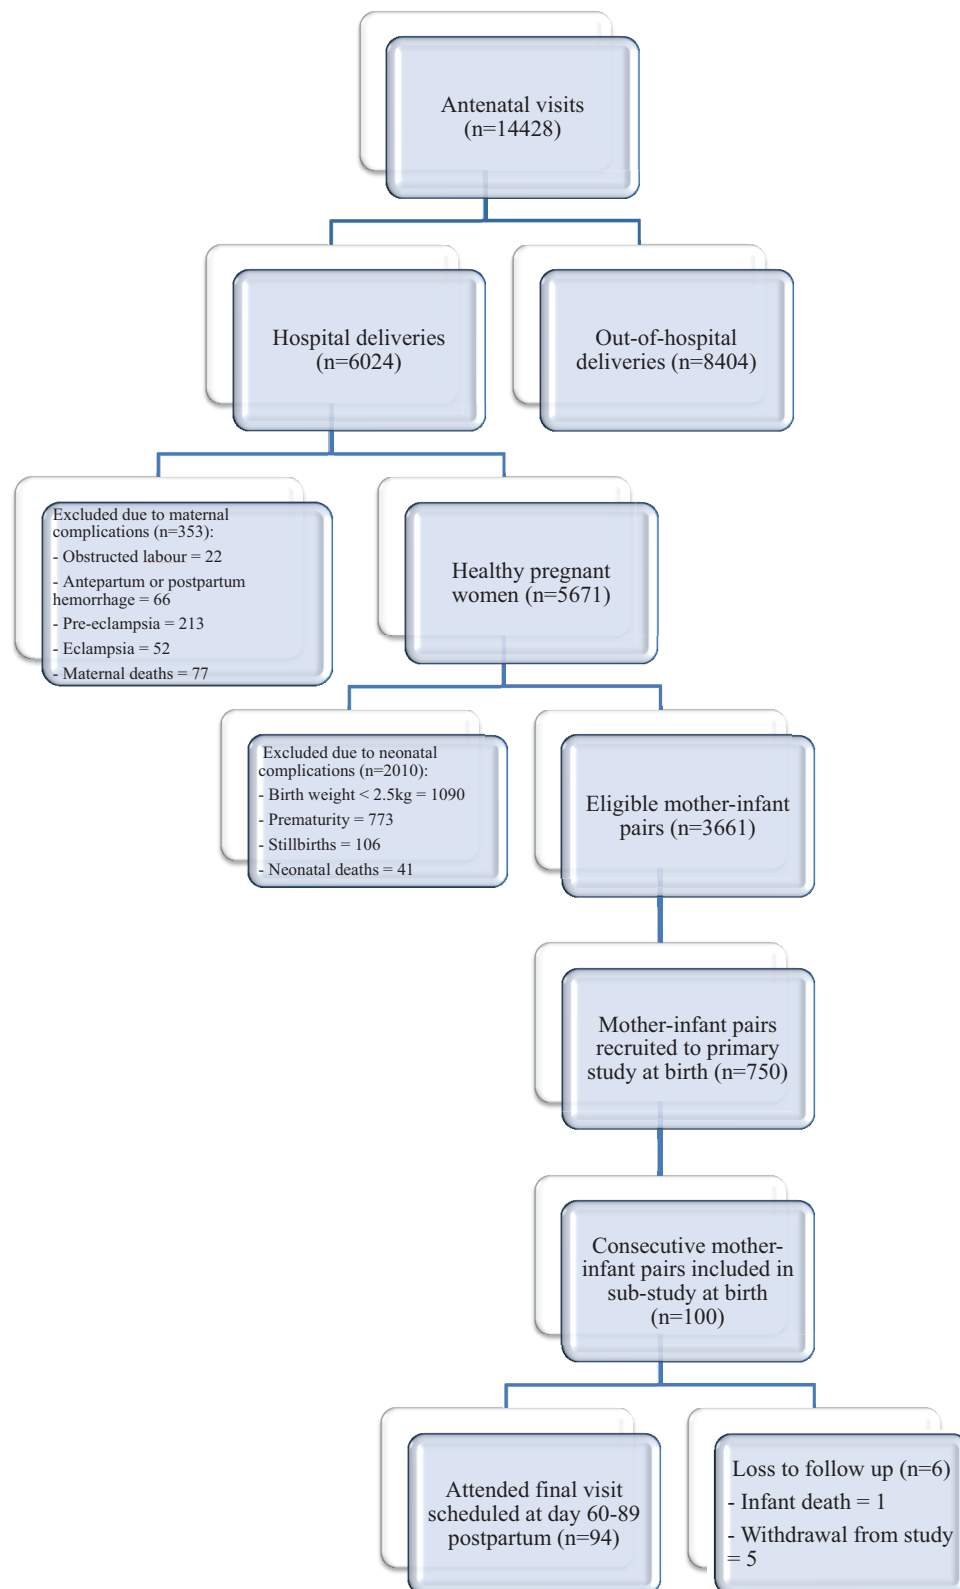 Antenatal visits
(n=14428)
Hospital deliveries
(n=6024)
Out-of-hospital
deliveries (n=8404)
Excluded due to maternal
complications (n=353):
- Obstructed labour = 22
- Antepartum or postpartum
hemorrhage = 66
- Pre-eclampsia = 213
- Eclampsia = 52
- Maternal deaths = 77
Healthy pregnant
women (n=5671)
Excluded due to neonatal
complications (n=2010):
- Birth weight < 2.5kg = 1090
- Prematurity = 773
- Stillbirths = 106
- Neonatal deaths = 41
Eligible mother-infant
pairs (n=3661)
Mother-infant pairs
recruited to primary
study at birth (n=750)
Consecutive mother-
infant pairs included in
sub-study at birth
(n=100)
Attended final visit
scheduled at day 60-89
postpartum (n=94)
Loss to follow up (n=6)
- Infant death = 1
- Withdrawal from study
= 5